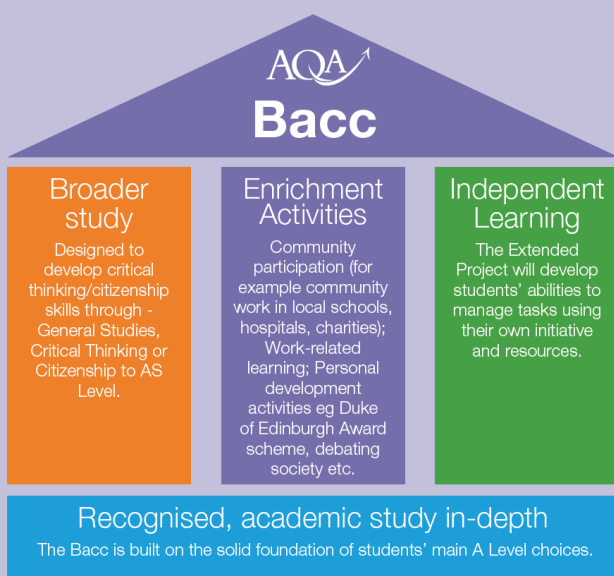 AQA
Bacc
Broader
study
Designed to
develop critical
thinking/citizenship
skills through -
General Studies,
Critical Thinking or
Citizenship to AS
Level.
Enrichment
Activities
Community
participation (for
example community
work in local schools,
hospitals, charities);
Work-related
learning; Personal
development
activities eg Duke
of Edinburgh Award
scheme, debating
society etc.
Independent
Learning
The Extended
Project will develop
students’ abilities to
manage tasks using
their own initiative
and resources.
Recognised, academic study in-depth
The Bacc is built on the solid foundation of students’ main A Level choices.